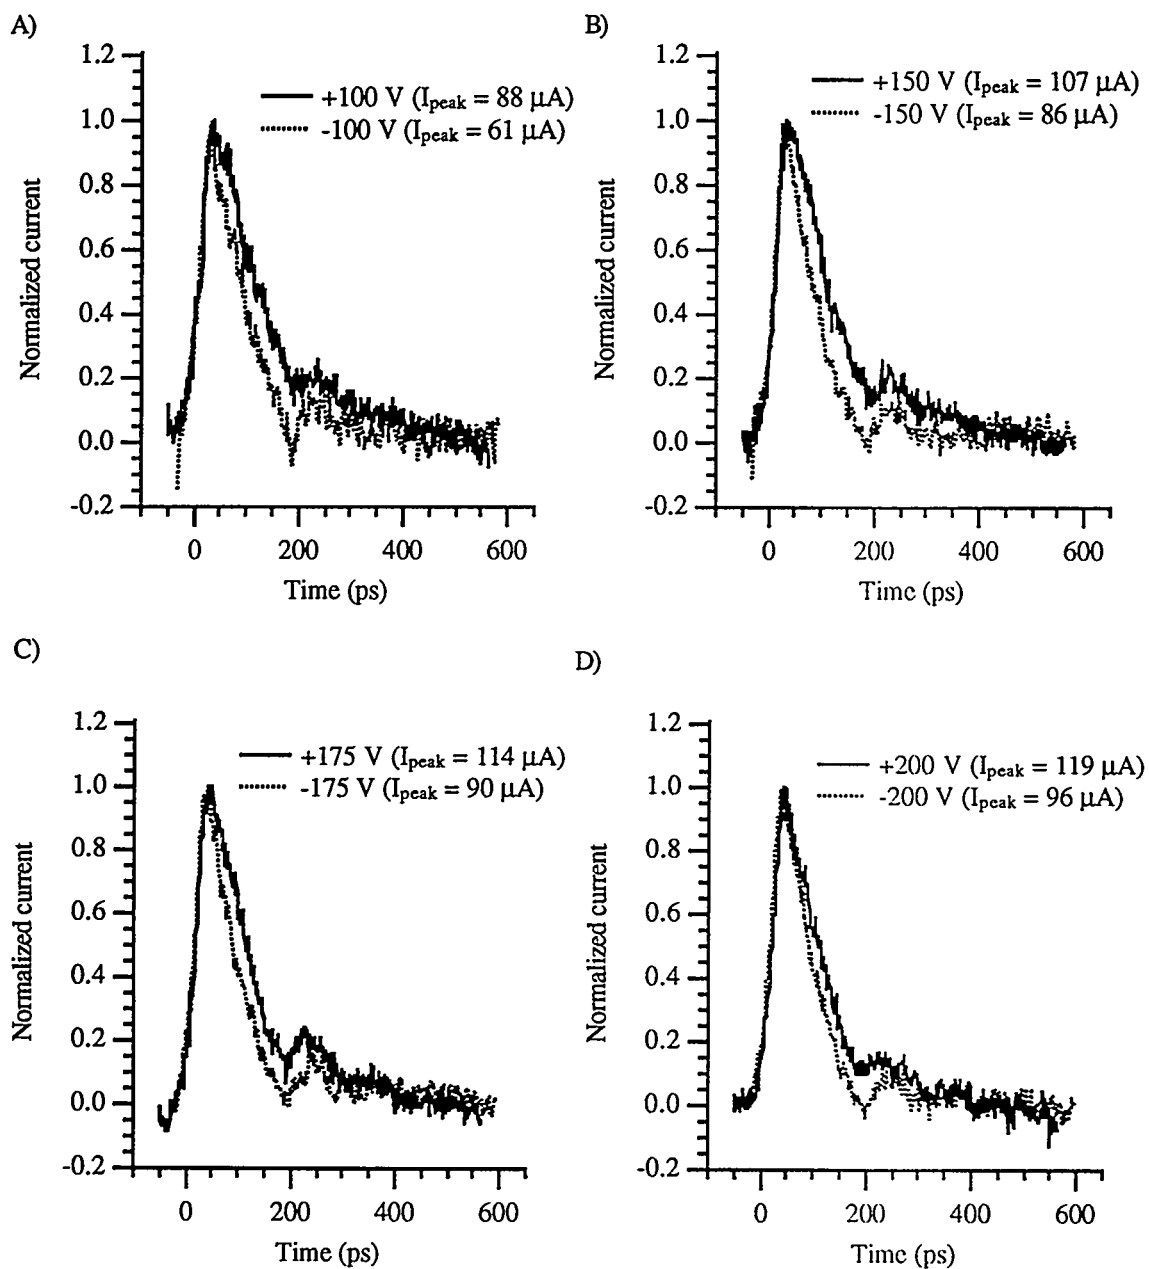 A)
1.2
1.0
0.8
0.6
0.4
0.2
0.0
-0.2
Normalized current
+100 V (Ipeak = 88 μA)
-100 V (Ipeak = 61 μA)
0 200 400 600
Time (ps)
B)
1.2
1.0
0.8
0.6
0.4
0.2
0.0
-0.2
Normalized current
+150 V (Ipeak = 107 μA)
-150 V (Ipeak = 86 μA)
0 200 400 600
Time (ps)
C)
1.2
1.0
0.8
0.6
0.4
0.2
0.0
-0.2
Normalized current
+175 V (Ipeak = 114 μA)
-175 V (Ipeak = 90 μA)
0 200 400 600
Time (ps)
D)
1.2
1.0
0.8
0.6
0.4
0.2
0.0
-0.2
Normalized current
+200 V (Ipeak = 119 μA)
-200 V (Ipeak = 96 μA)
0 200 400 600
Time (ps)